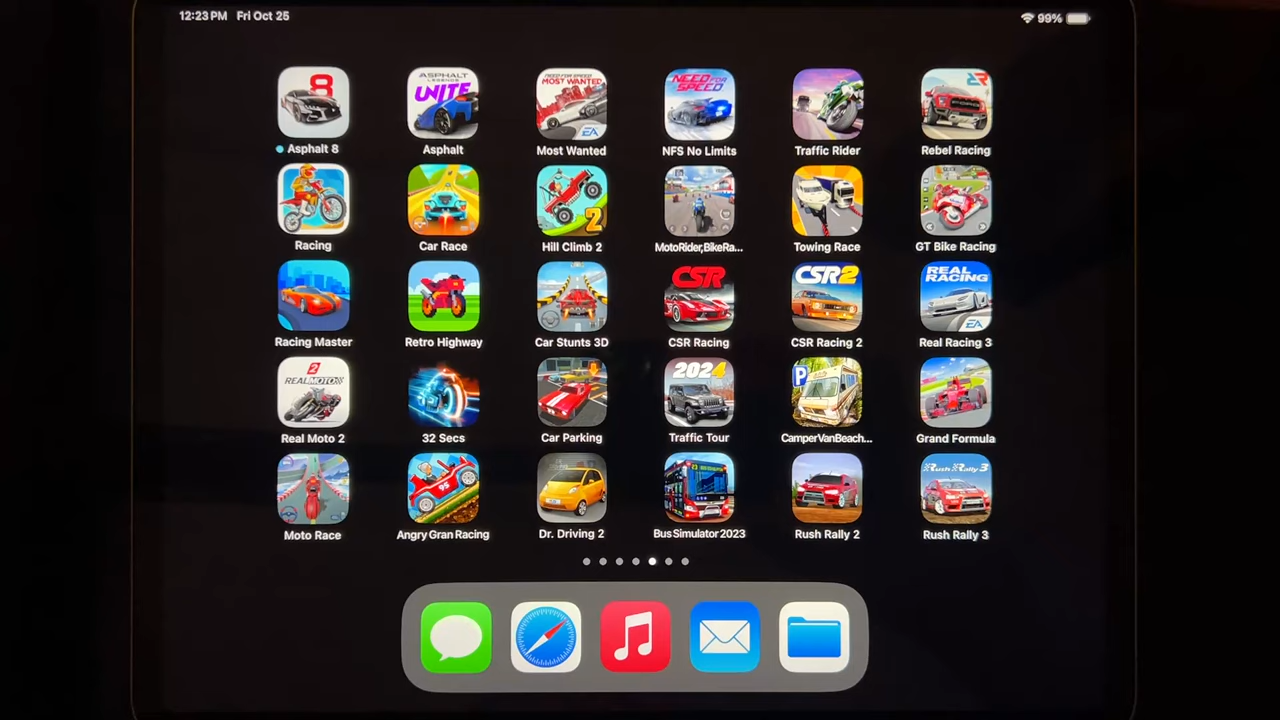 12:23 PM Fri Oct 25
99%
8
ASPHALT
LEGENDS
UNITE
NEED FOR SPEED
MOST WANTED
EA
NEED FOR
SPEED
Asphalt 8
Asphalt
Most Wanted
NFS No Limits
Traffic Rider
Rebel Racing
2
Racing
Car Race
Hill Climb 2
MotoRider,BikeRa...
Towing Race
GT Bike Racing
CSR
CSR2
REAL
RACING
EA
Racing Master
Retro Highway
Car Stunts 3D
CSR Racing
CSR Racing 2
Real Racing 3
2
REALMOTO
2024
P
Real Moto 2
32 Secs
Car Parking
Traffic Tour
CamperVanBeach...
Grand Formula
95
Rush Rally 3
Moto Race
Angry Gran Racing
Dr. Driving 2
Bus Simulator 2023
Rush Rally 2
Rush Rally 3